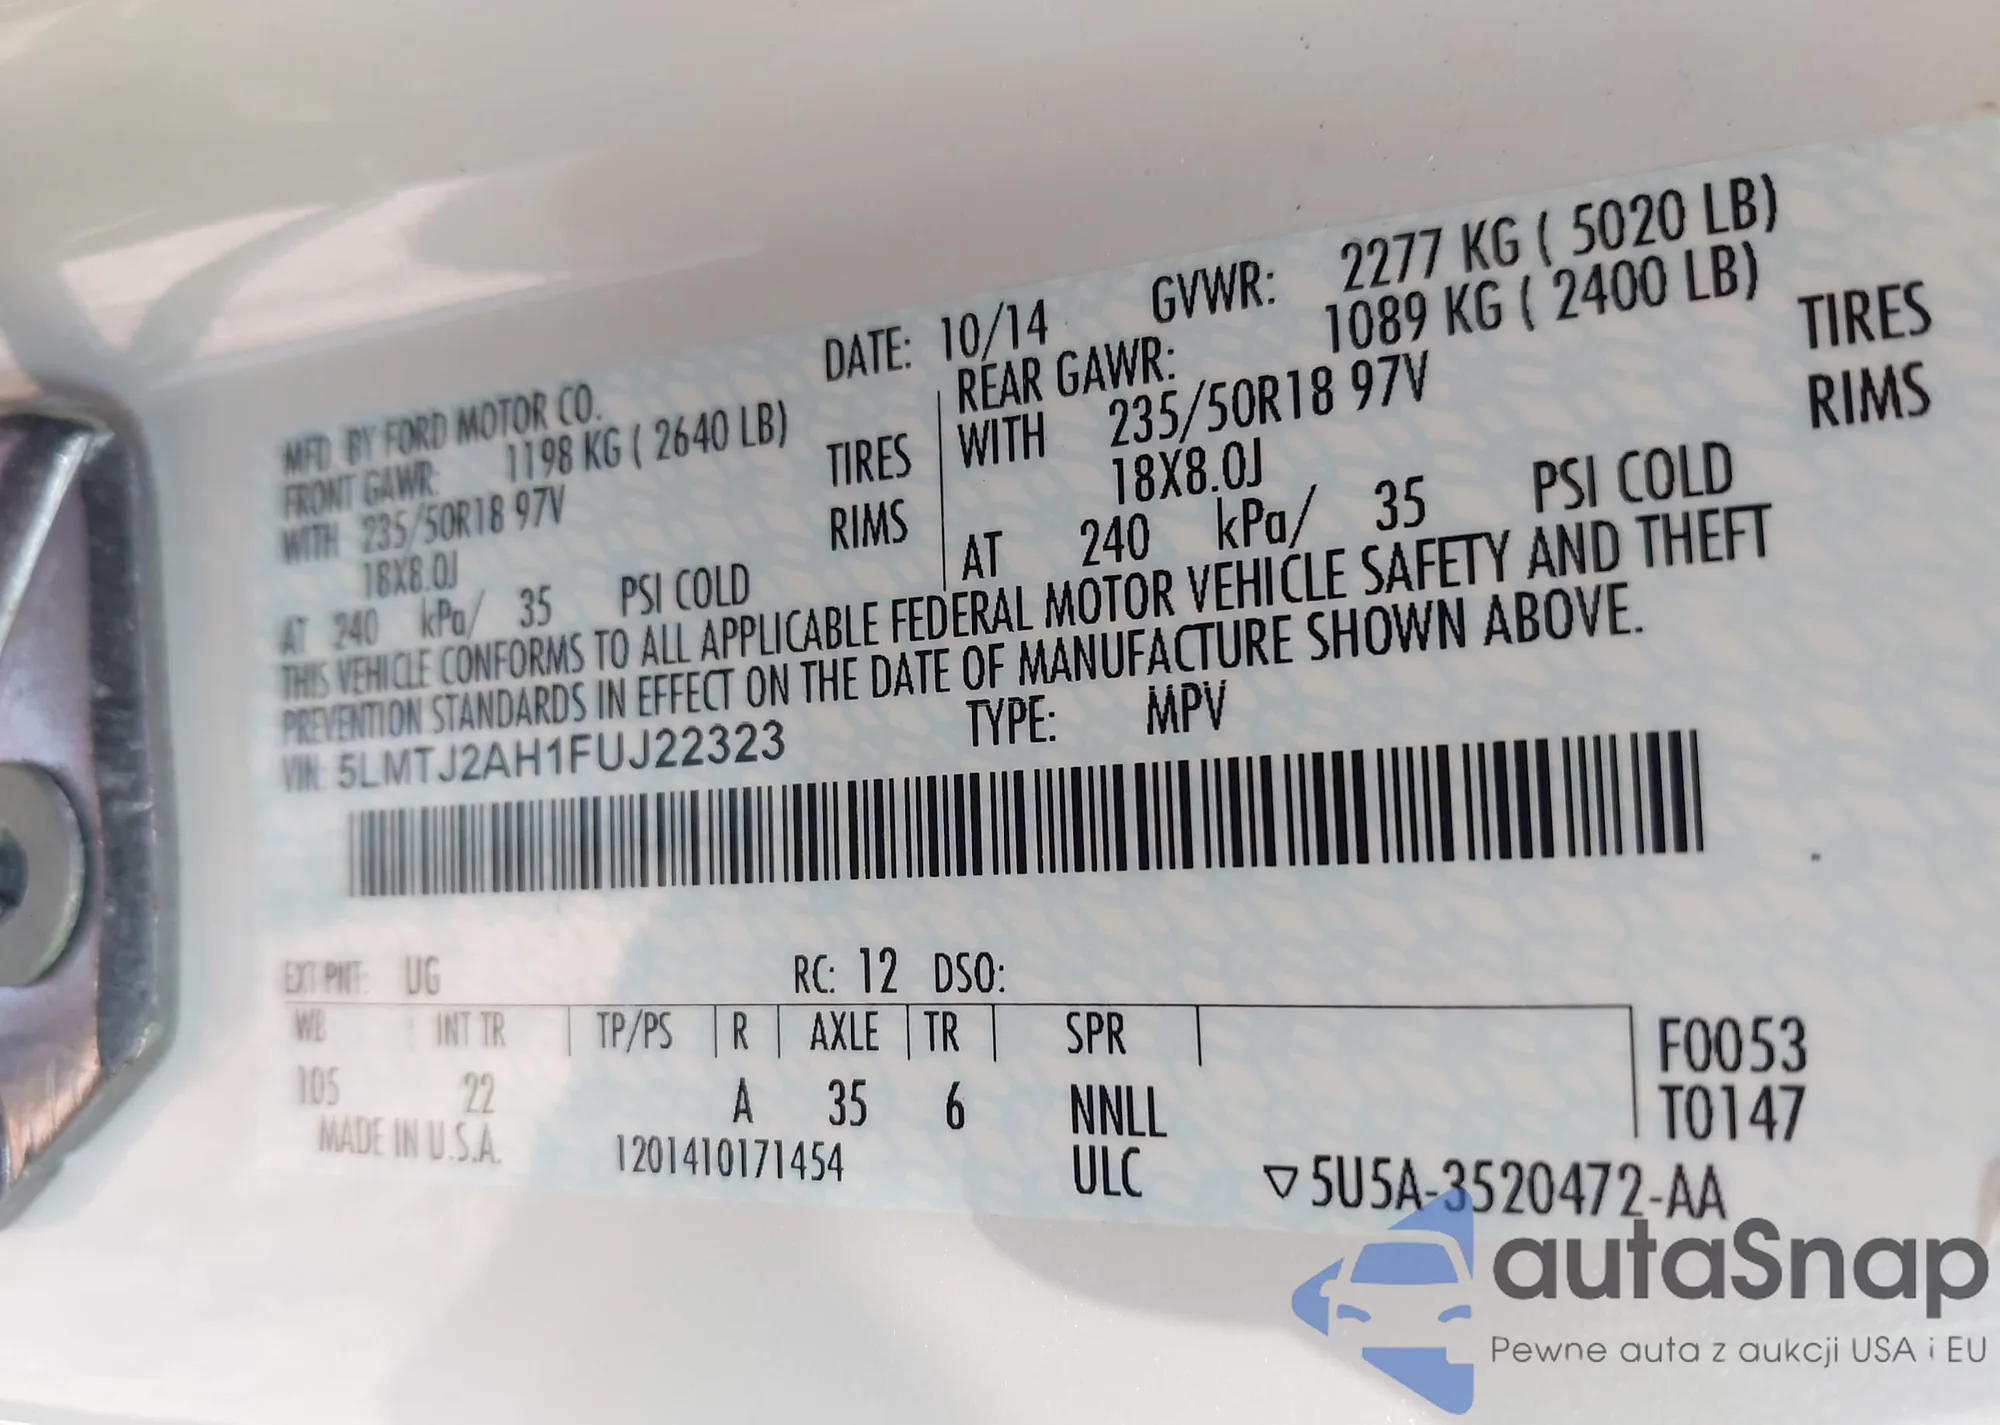 MFD. BY FORD MOTOR CO.
DATE: 10/14
GVWR: 2277 KG ( 5020 LB)
FRONT GAWR: 1198 KG ( 2640 LB)
REAR GAWR: 1089 KG ( 2400 LB)
WITH 235/50R18 97V TIRES
WITH 235/50R18 97V TIRES
18X8.0J RIMS
18X8.0J RIMS
AT 240 kPa/ 35 PSI COLD
AT 240 kPa/ 35 PSI COLD
THIS VEHICLE CONFORMS TO ALL APPLICABLE FEDERAL MOTOR VEHICLE SAFETY AND THEFT
PREVENTION STANDARDS IN EFFECT ON THE DATE OF MANUFACTURE SHOWN ABOVE.
VIN: 5LMTJ2AH1FUJ22323
TYPE: MPV
EXT PNT: UG RC: 12 DSO:
WB INT TR TP/PS R AXLE TR SPR
105 22 A 35 6 NNLL
F0053
T0147
MADE IN U.S.A. 1201410171454 ULC ▽5U5A-3520472-AA
autaSnap
Pewne auta z aukcji USA i EU